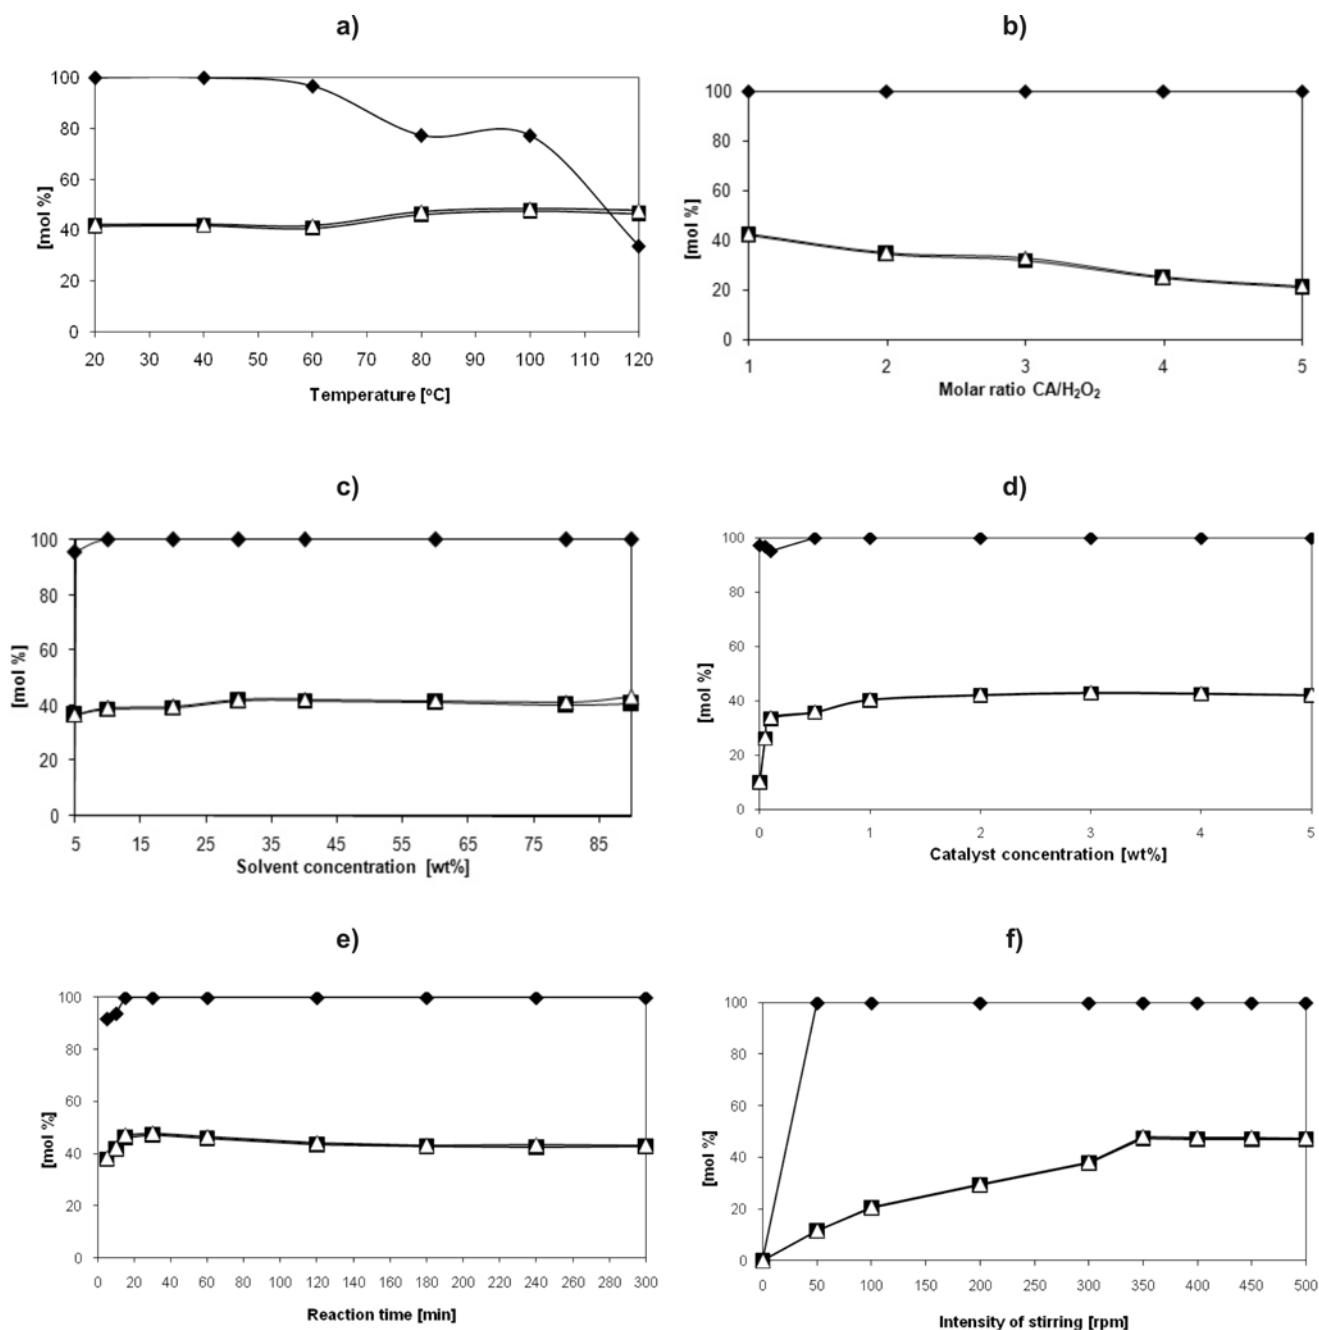 a)
100
80
60
40
20
0
[mol %]
20 30 40 50 60 70 80 90 100 110 120
Temperature [ºC]
b)
100
80
60
40
20
0
[mol %]
1 2 3 4 5
Molar ratio CA/H₂O₂
c)
100
80
60
40
20
0
[mol %]
5 15 25 35 45 55 65 75 85
Solvent concentration [wt%]
d)
100
80
60
40
20
0
[mol %]
0 1 2 3 4 5
Catalyst concentration [wt%]
e)
100
80
60
40
20
0
[mol %]
0 20 40 60 80 100 120 140 160 180 200 220 240 260 280 300
Reaction time [min]
f)
100
80
60
40
20
0
[mol %]
0 50 100 150 200 250 300 350 400 450 500
Intensity of stirring [rpm]